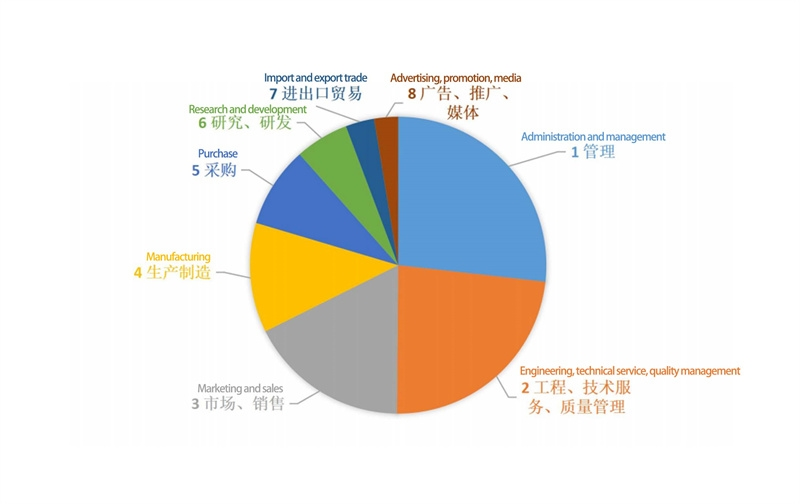 Administration and management
1 管理
Engineering, technical service, quality management
2 工程、技术服
务、质量管理
Marketing and sales
3 市场、销售
Manufacturing
4 生产制造
Purchase
5 采购
Research and development
6 研究、研发
Import and export trade
7 进出口贸易
Advertising, promotion, media
8 广告、推广、
媒体